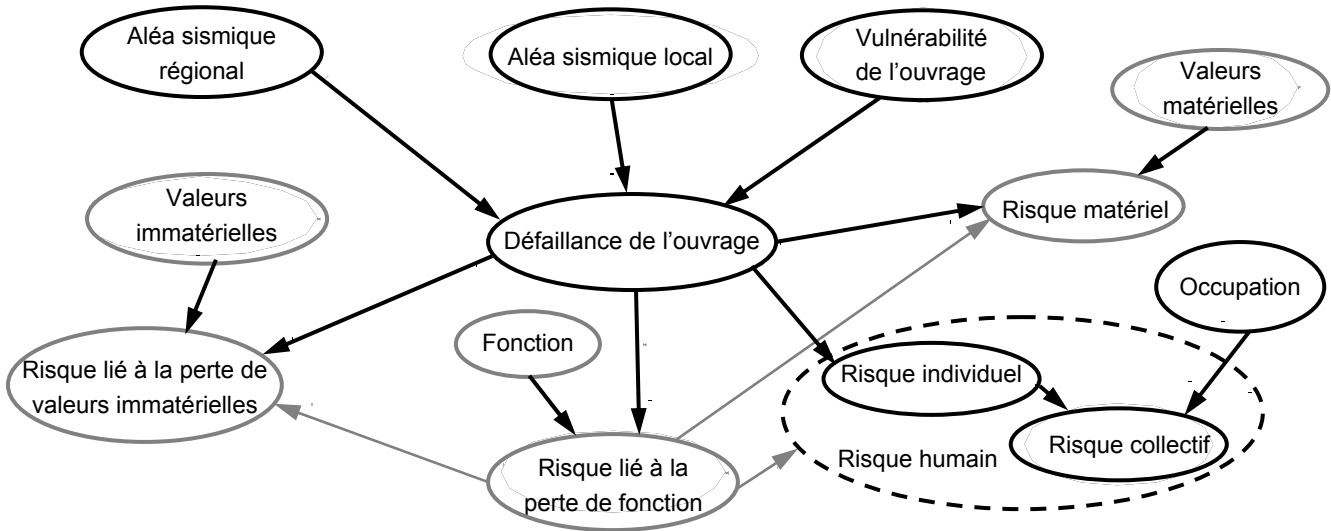 Aléa sismique
régional
Aléa sismique local
Vulnérabilité
de l’ouvrage
Valeurs
matérielles
Valeurs
immatérielles
Risque matériel
Défaillance de l’ouvrage
Occupation
Fonction
Risque lié à la perte de
valeurs immatérielles
Risque individuel
Risque collectif
Risque humain
Risque lié à la
perte de fonction